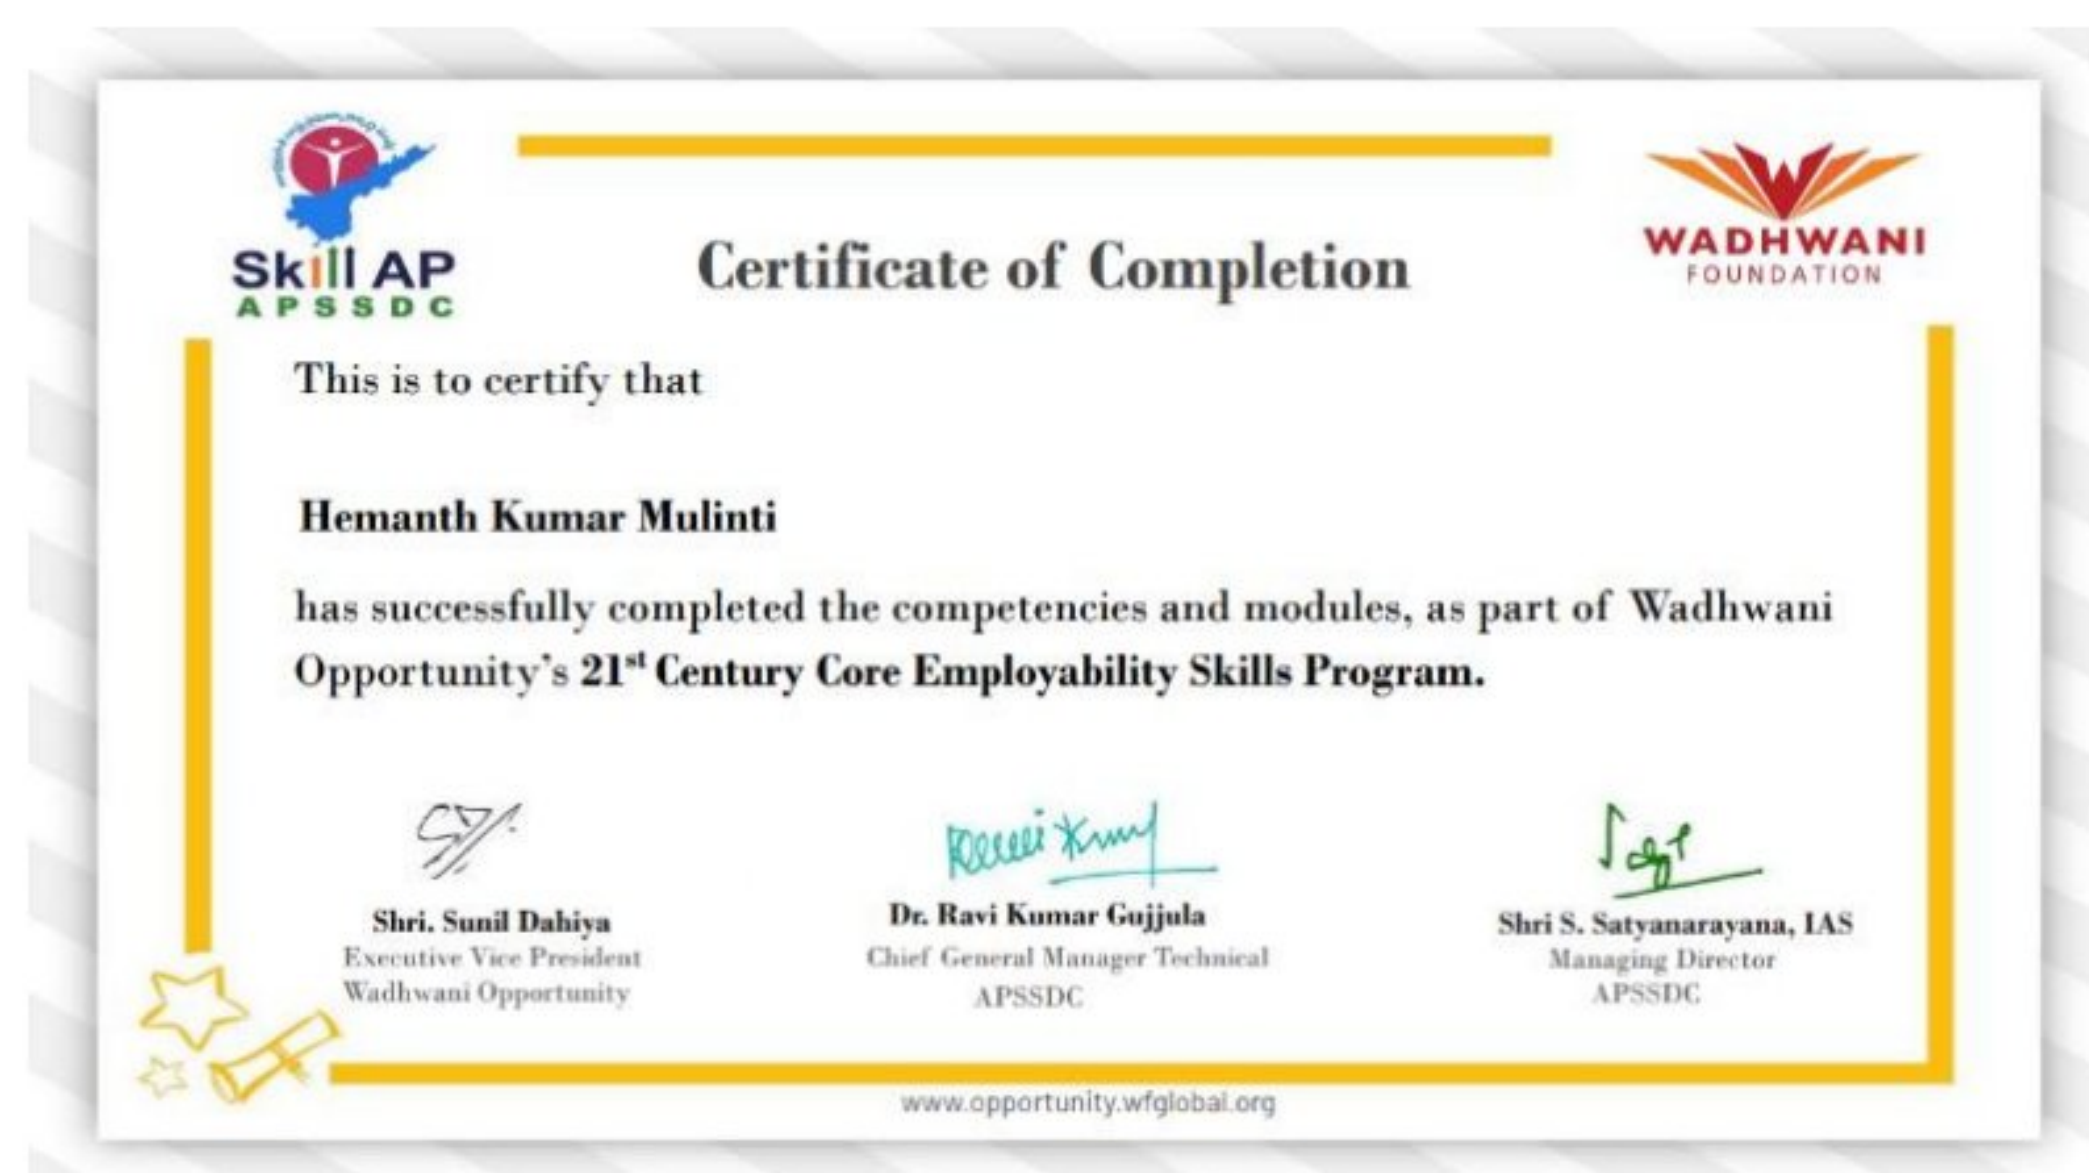 Skill AP
APSSDC
WADHWANI
FOUNDATION
Certificate of Completion
This is to certify that
Hemanth Kumar Mulinti
has successfully completed the competencies and modules, as part of Wadhwani
Opportunity's 21st Century Core Employability Skills Program.
Shri. Sunil Dahiya
Executive Vice President
Wadhwani Opportunity
Dr. Ravi Kumar Gujjula
Chief General Manager Technical
APSSDC
Shri S. Satyanarayana, IAS
Managing Director
APSSDC
www.opportunity.wfglobal.org